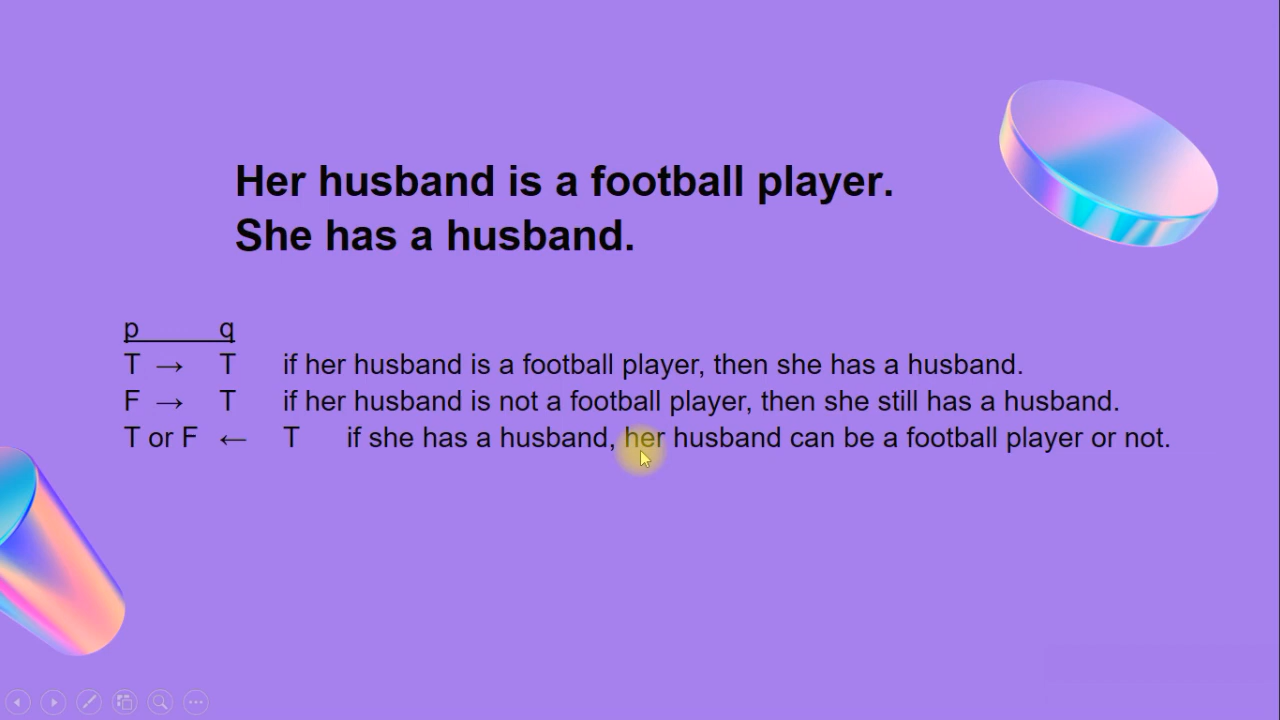 Her husband is a football player.
She has a husband.
p q
T → T if her husband is a football player, then she has a husband.
F → T if her husband is not a football player, then she still has a husband.
T or F ← T if she has a husband, her husband can be a football player or not.